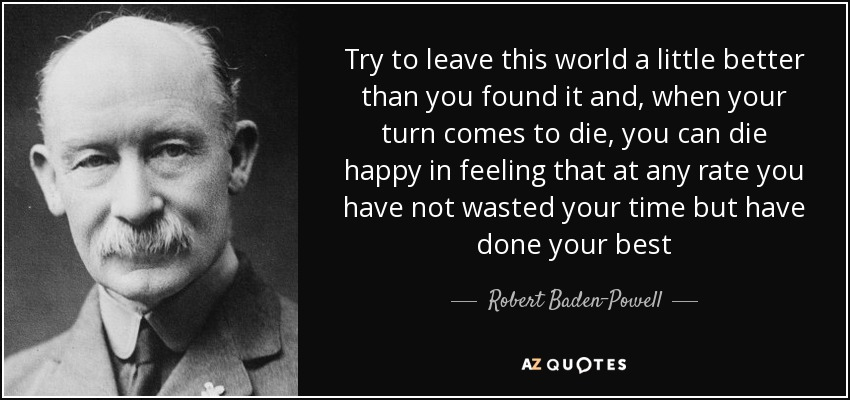 Try to leave this world a little better
than you found it and, when your
turn comes to die, you can die
happy in feeling that at any rate you
have not wasted your time but have
done your best
Robert Baden-Powell
AZ QUOTES